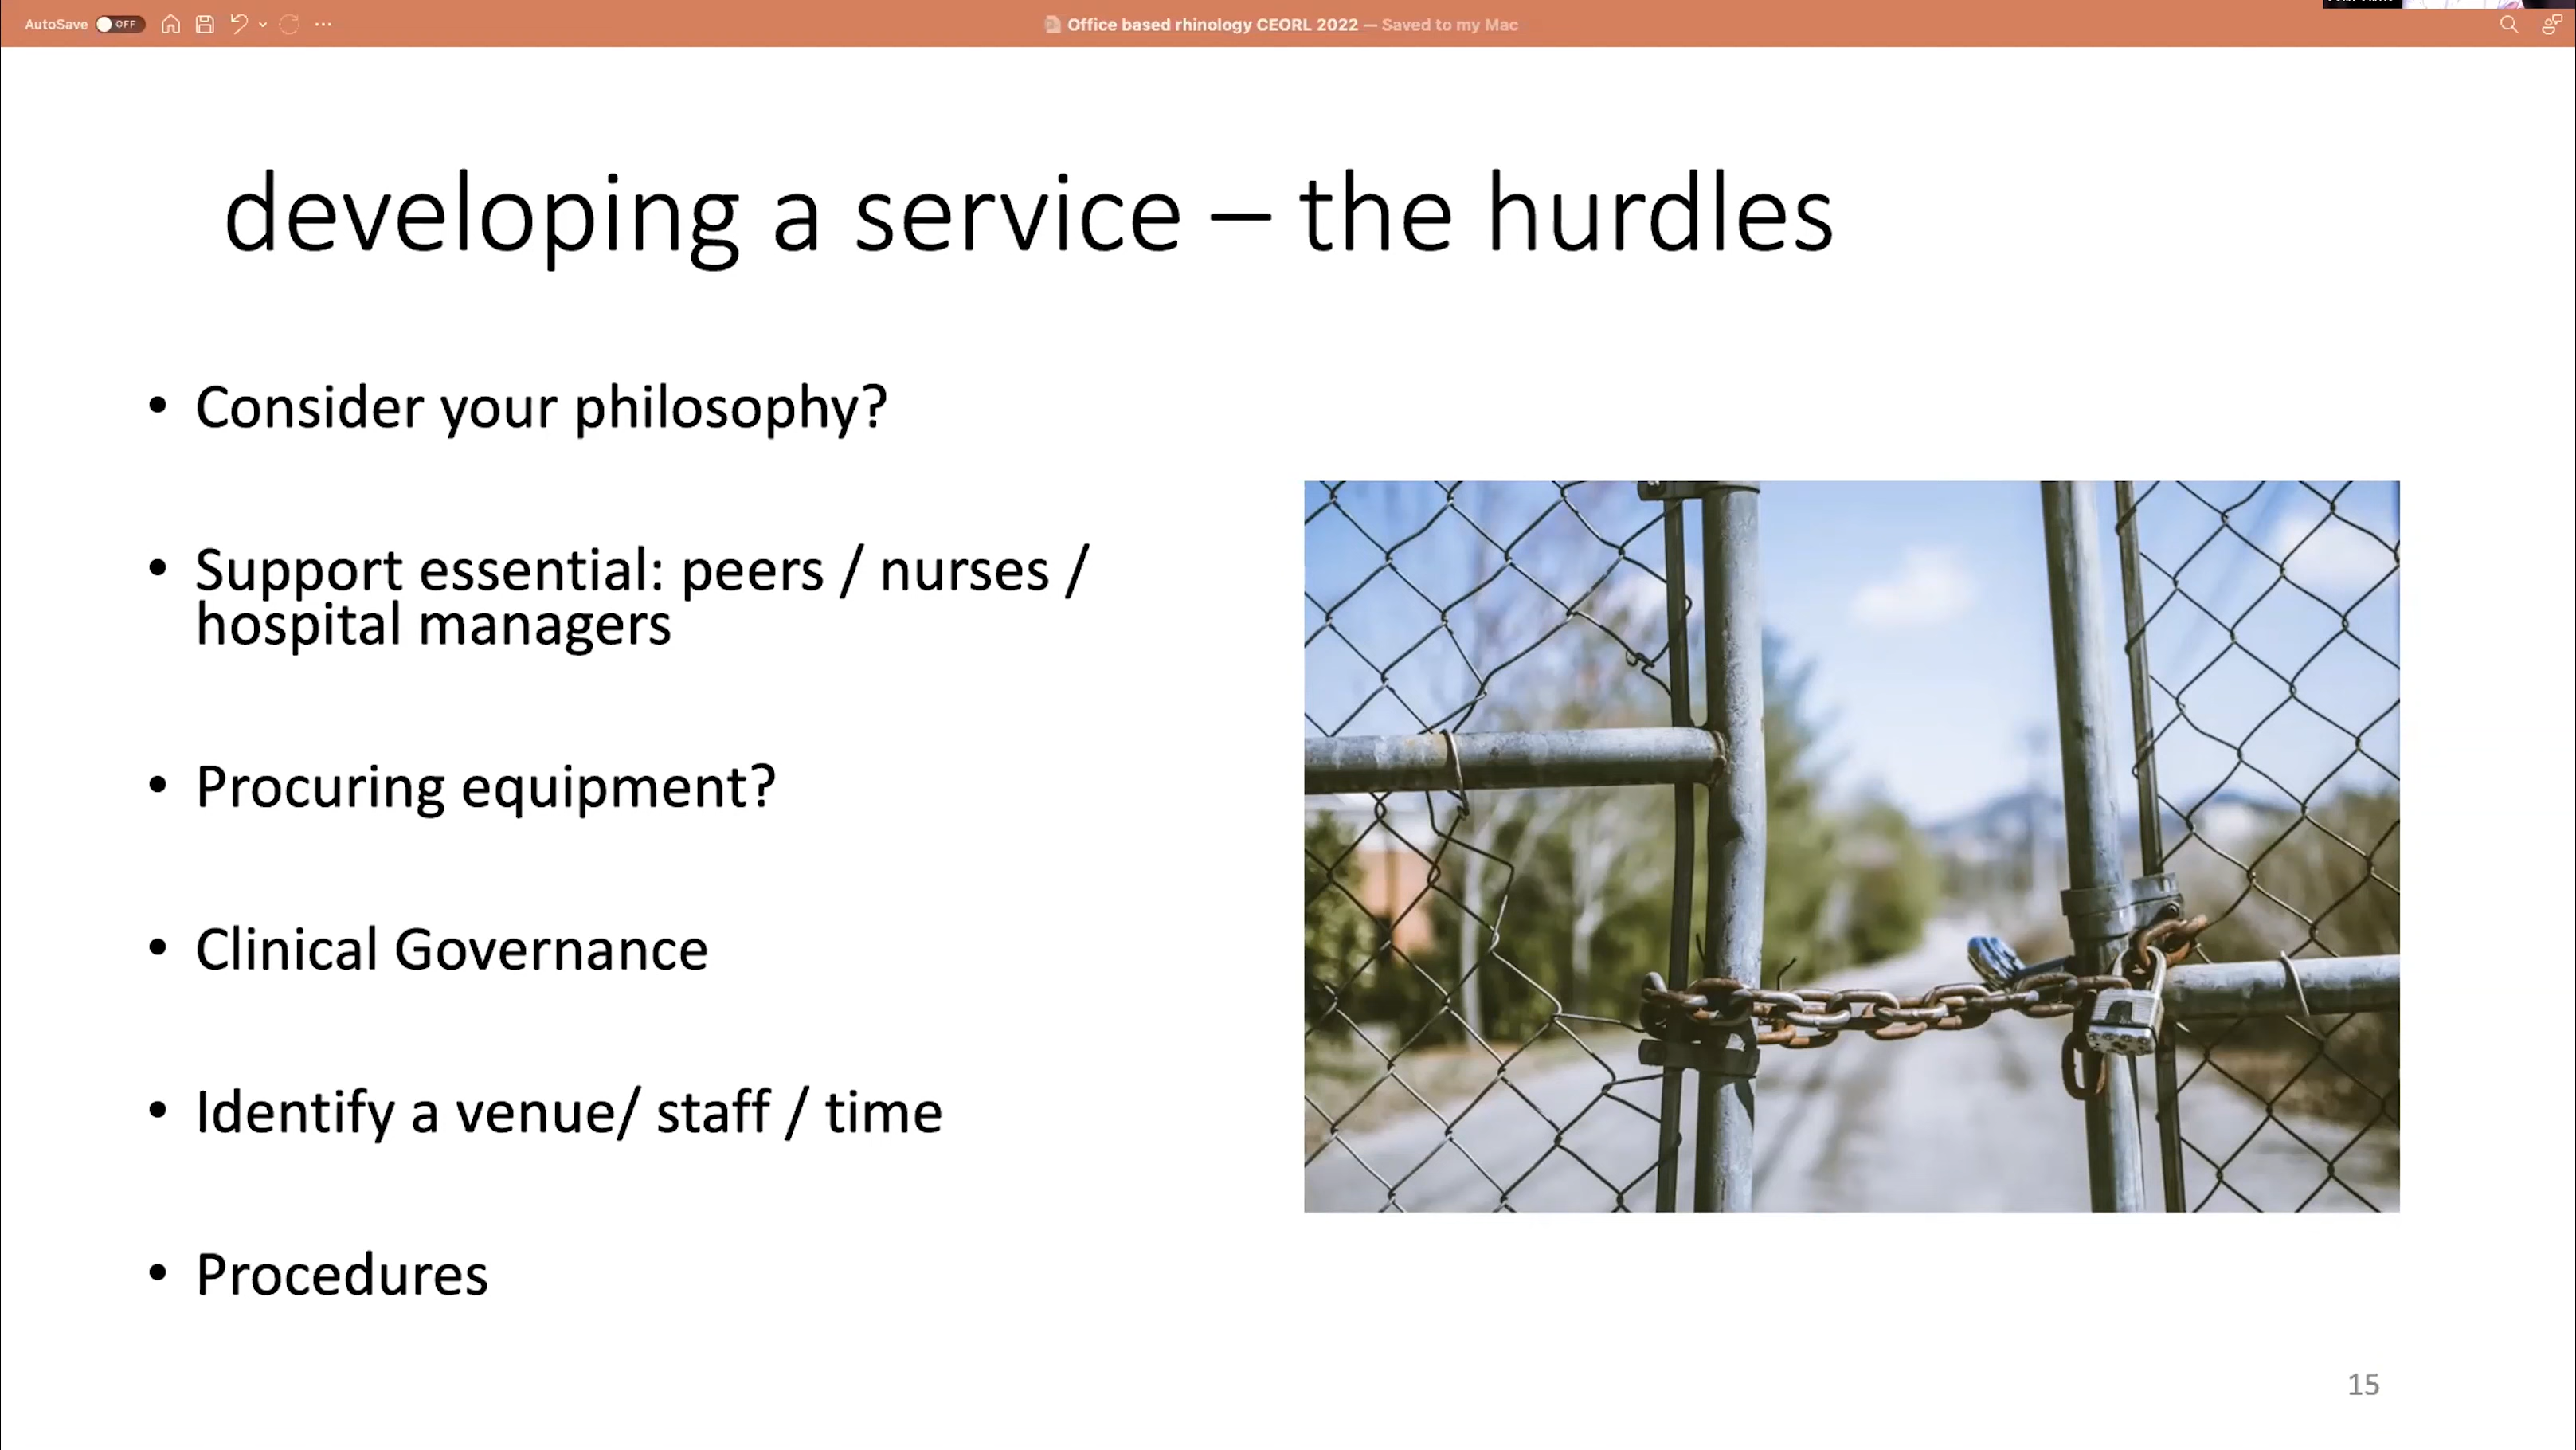 AutoSave OFF
Office based rhinology CEORL 2022 — Saved to my Mac
developing a service – the hurdles
• Consider your philosophy?
• Support essential: peers / nurses /
hospital managers
• Procuring equipment?
• Clinical Governance
• Identify a venue/ staff / time
• Procedures
15